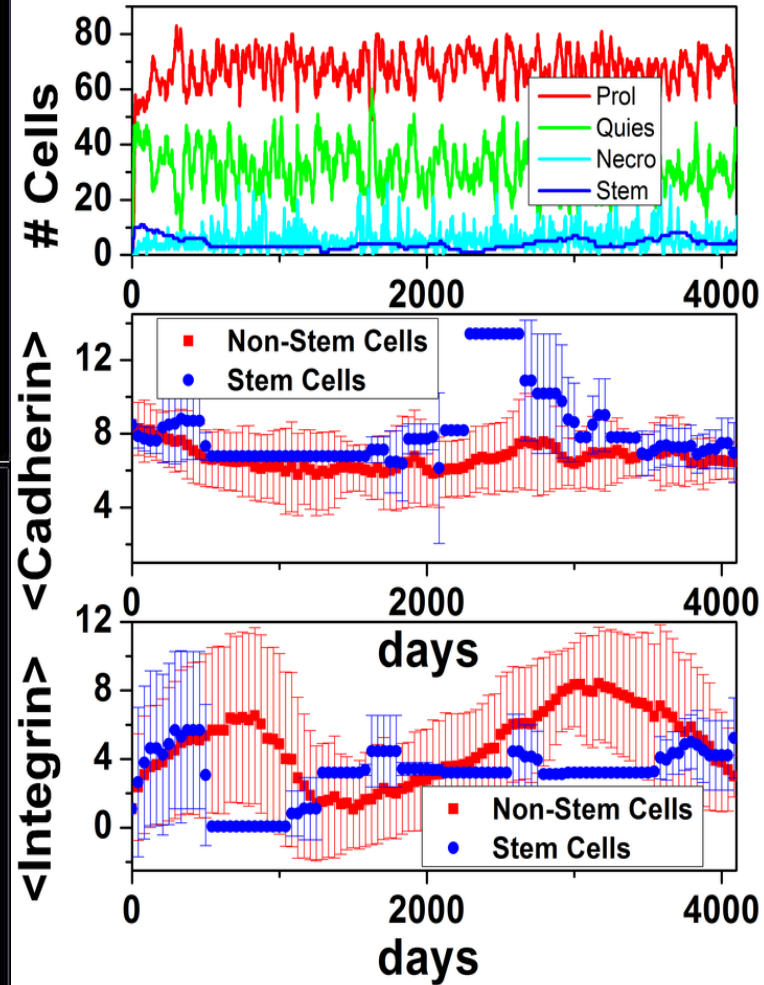 # Cells
80
60
40
20
0
Prol
Quies
Necro
Stem
0 2000 4000
<Cadherin>
12
8
4
Non-Stem Cells
Stem Cells
0 2000 4000
days
<Integrin>
12
8
4
0
Non-Stem Cells
Stem Cells
0 2000 4000
days